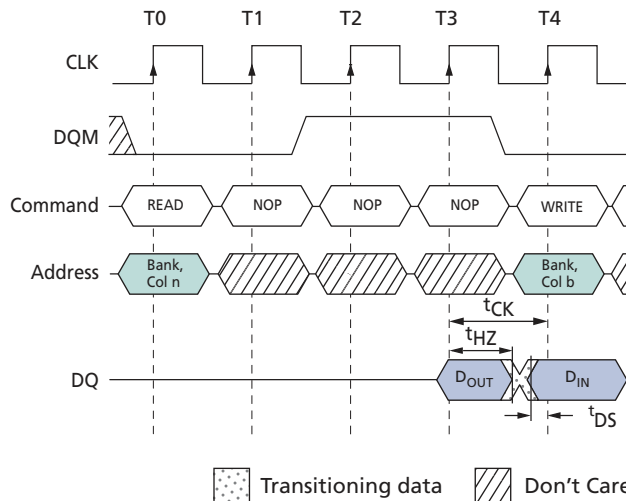 T0 T1 T2 T3 T4
CLK
DQM
Command READ NOP NOP NOP WRITE
Address Bank, Col n Bank, Col b
tCK
tHZ
DQ DOUT DIN
tDS
Transitioning data Don't Care